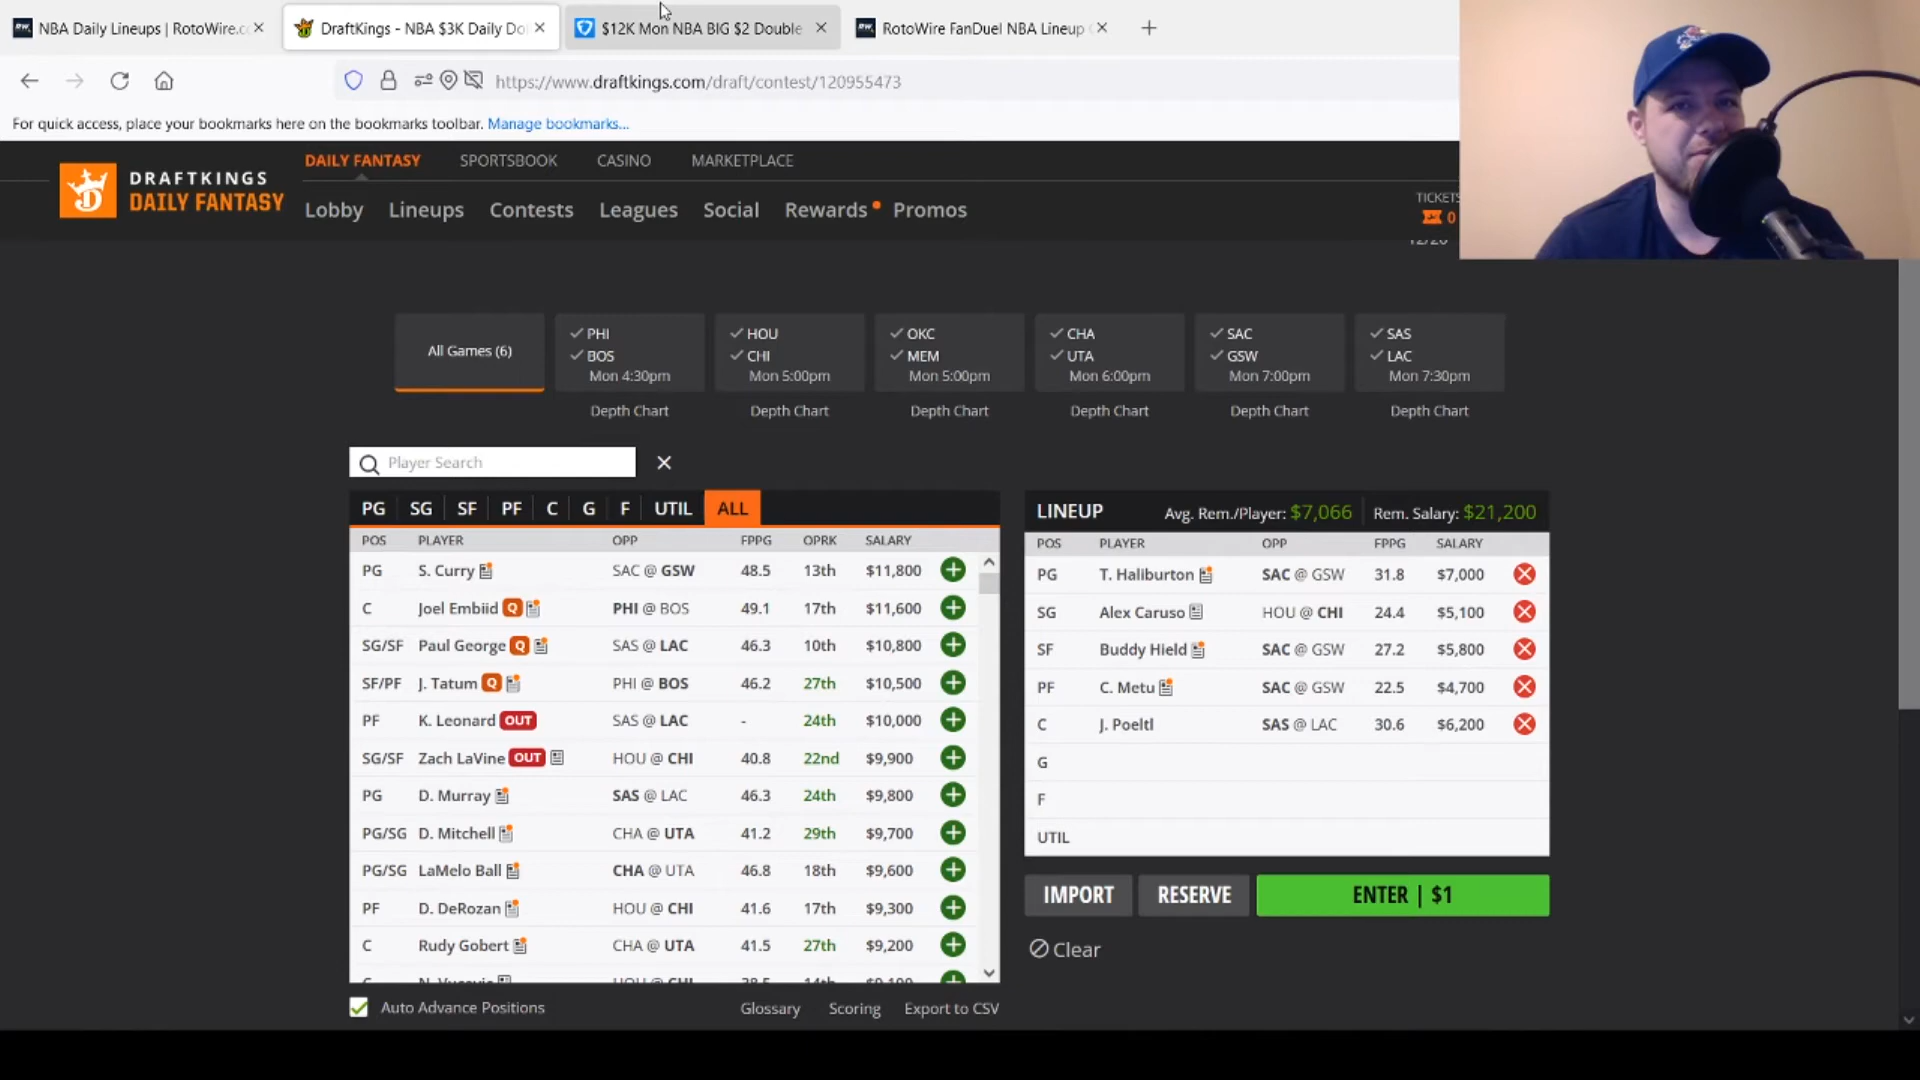 NBA Daily Lineups | RotoWire.c
DraftKings - NBA $3K Daily Dol
$12K Mon NBA BIG $2 Double
RotoWire FanDuel NBA Lineup
https://www.draftkings.com/draft/contest/120955473
For quick access, place your bookmarks here on the bookmarks toolbar. Manage bookmarks...
DAILY FANTASY SPORTSBOOK CASINO MARKETPLACE
DRAFTKINGS
DAILY FANTASY
Lobby Lineups Contests Leagues Social Rewards Promos
TICKETS
0
All Games (6)
PHI
BOS
Mon 4:30pm
Depth Chart
HOU
CHI
Mon 5:00pm
Depth Chart
OKC
MEM
Mon 5:00pm
Depth Chart
CHA
UTA
Mon 6:00pm
Depth Chart
SAC
GSW
Mon 7:00pm
Depth Chart
SAS
LAC
Mon 7:30pm
Depth Chart
Player Search
PG SG SF PF C G F UTIL ALL
POS PLAYER OPP FPPG OPRK SALARY
PG S. Curry SAC @ GSW 48.5 13th $11,800
C Joel Embiid Q PHI @ BOS 49.1 17th $11,600
SG/SF Paul George Q SAS @ LAC 46.3 10th $10,800
SF/PF J. Tatum Q PHI @ BOS 46.2 27th $10,500
PF K. Leonard OUT SAS @ LAC - 24th $10,000
SG/SF Zach LaVine OUT HOU @ CHI 40.8 22nd $9,900
PG D. Murray SAS @ LAC 46.3 24th $9,800
PG/SG D. Mitchell CHA @ UTA 41.2 29th $9,700
PG/SG LaMelo Ball CHA @ UTA 46.8 18th $9,600
PF D. DeRozan HOU @ CHI 41.6 17th $9,300
C Rudy Gobert CHA @ UTA 41.5 27th $9,200
Auto Advance Positions
Glossary Scoring Export to CSV
LINEUP Avg. Rem./Player: $7,066 Rem. Salary: $21,200
POS PLAYER OPP FPPG SALARY
PG T. Haliburton SAC @ GSW 31.8 $7,000
SG Alex Caruso HOU @ CHI 24.4 $5,100
SF Buddy Hield SAC @ GSW 27.2 $5,800
PF C. Metu SAC @ GSW 22.5 $4,700
C J. Poeltl SAS @ LAC 30.6 $6,200
G
F
UTIL
IMPORT RESERVE ENTER | $1
Clear